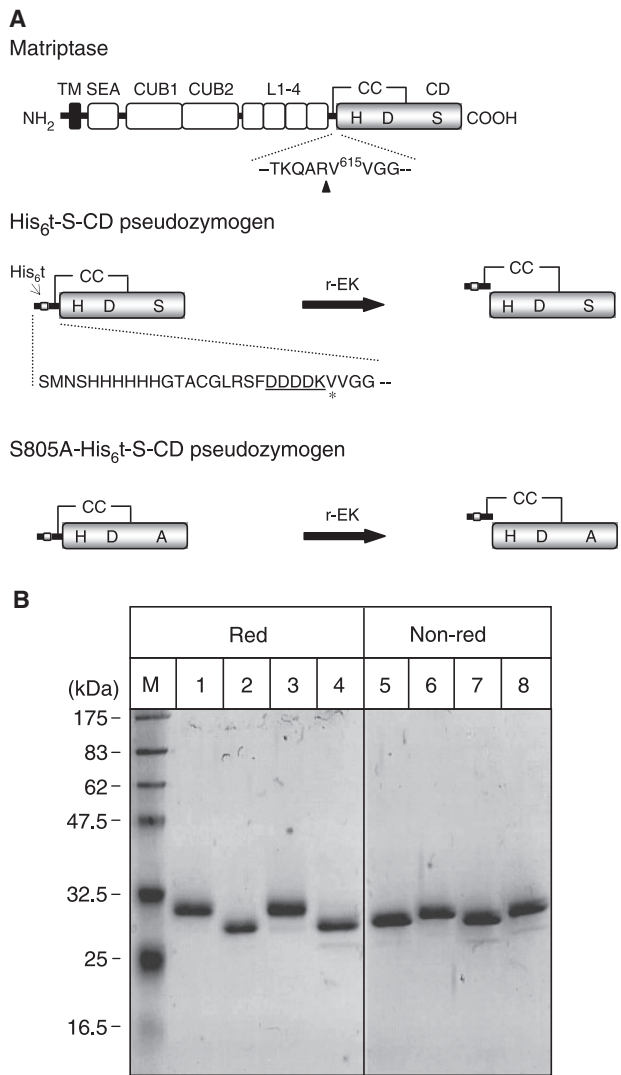 A
Matriptase
TM SEA CUB1 CUB2 L1-4 CC CD
NH2 H D S COOH
–TKQARV615VGG--
His6t-S-CD pseudozymogen
His6t CC r-EK CC
H D S H D S
SMNSHHHHHHGTACGLRSFDDDDKVVGG --
*
S805A-His6t-S-CD pseudozymogen
CC r-EK CC
H D A H D A
B
Red Non-red
(kDa) M 1 2 3 4 5 6 7 8
175
83
62
47.5
32.5
25
16.5